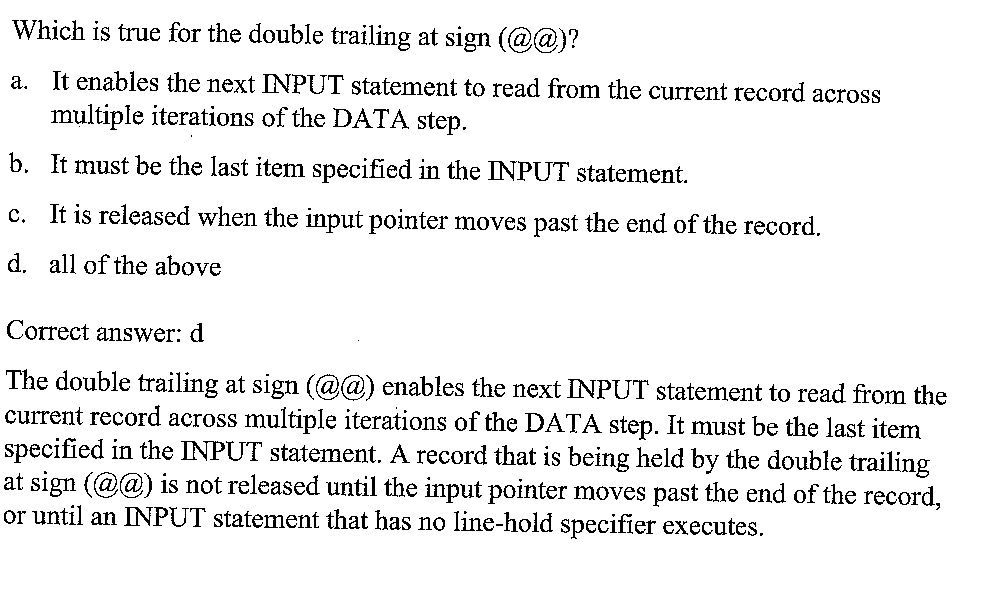 Which is true for the double trailing at sign (@@)?
a. It enables the next INPUT statement to read from the current record across
multiple iterations of the DATA step.
b. It must be the last item specified in the INPUT statement.
c. It is released when the input pointer moves past the end of the record.
d. all of the above
Correct answer: d
The double trailing at sign (@@) enables the next INPUT statement to read from the
current record across multiple iterations of the DATA step. It must be the last item
specified in the INPUT statement. A record that is being held by the double trailing
at sign (@@) is not released until the input pointer moves past the end of the record,
or until an INPUT statement that has no line-hold specifier executes.